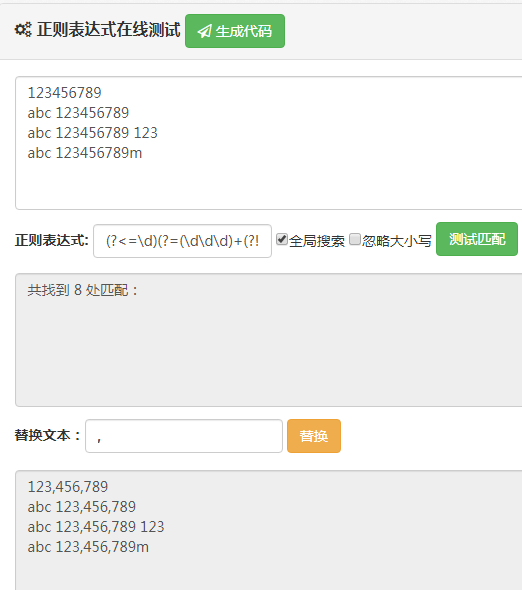 正则表达式在线测试 生成代码
123456789
abc 123456789
abc 123456789 123
abc 123456789m
正则表达式: (?<=\d)(?=(\d\d\d)+(?! 全局搜索 忽略大小写 测试匹配
共找到 8 处匹配：
替换文本： , 替换
123,456,789
abc 123,456,789
abc 123,456,789 123
abc 123,456,789m